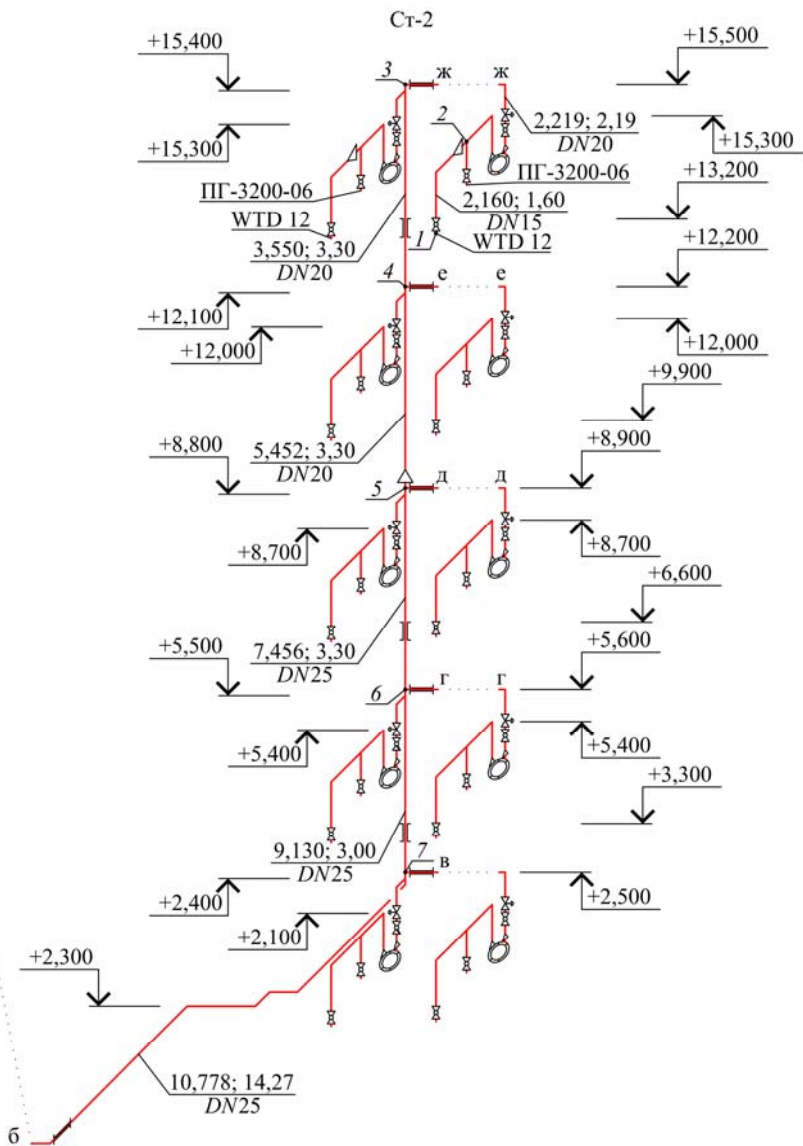 Ст-2
+15,400
+15,500
3
ж
ж
2
2,219; 2,19
DN20
+15,300
+15,300
ПГ-3200-06
ПГ-3200-06
+13,200
WTD 12
2,160; 1,60
DN15
1
WTD 12
3,550; 3,30
DN20
+12,200
4
е
е
+12,100
+12,000
+12,000
+9,900
+8,800
5,452; 3,30
DN20
+8,900
5
д
д
+8,700
+8,700
+6,600
+5,500
7,456; 3,30
DN25
+5,600
6
г
г
+5,400
+5,400
+3,300
9,130; 3,00
DN25
7
в
+2,400
+2,500
+2,100
+2,300
10,778; 14,27
DN25
б